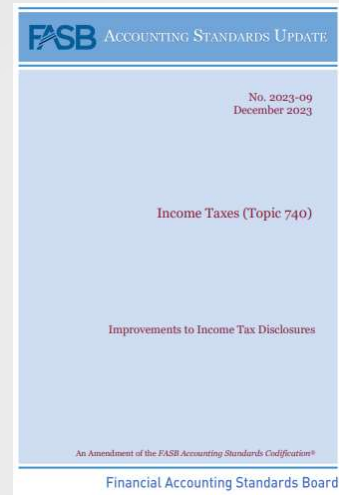 FASB ACCOUNTING STANDARDS UPDATE
No. 2023-09
December 2023
Income Taxes (Topic 740)
Improvements to Income Tax Disclosures
An Amendment of the FASB Accounting Standards Codification®
Financial Accounting Standards Board